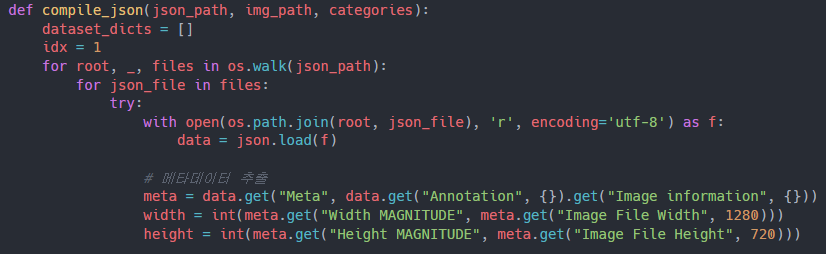 def compile_json(json_path, img_path, categories):
    dataset_dicts = []
    idx = 1
    for root, _, files in os.walk(json_path):
        for json_file in files:
            try:
                with open(os.path.join(root, json_file), 'r', encoding='utf-8') as f:
                    data = json.load(f)

                # 메타데이터 추출
                meta = data.get("Meta", data.get("Annotation", {}).get("Image information", {}))
                width = int(meta.get("Width MAGNITUDE", meta.get("Image File Width", 1280)))
                height = int(meta.get("Height MAGNITUDE", meta.get("Image File Height", 720)))